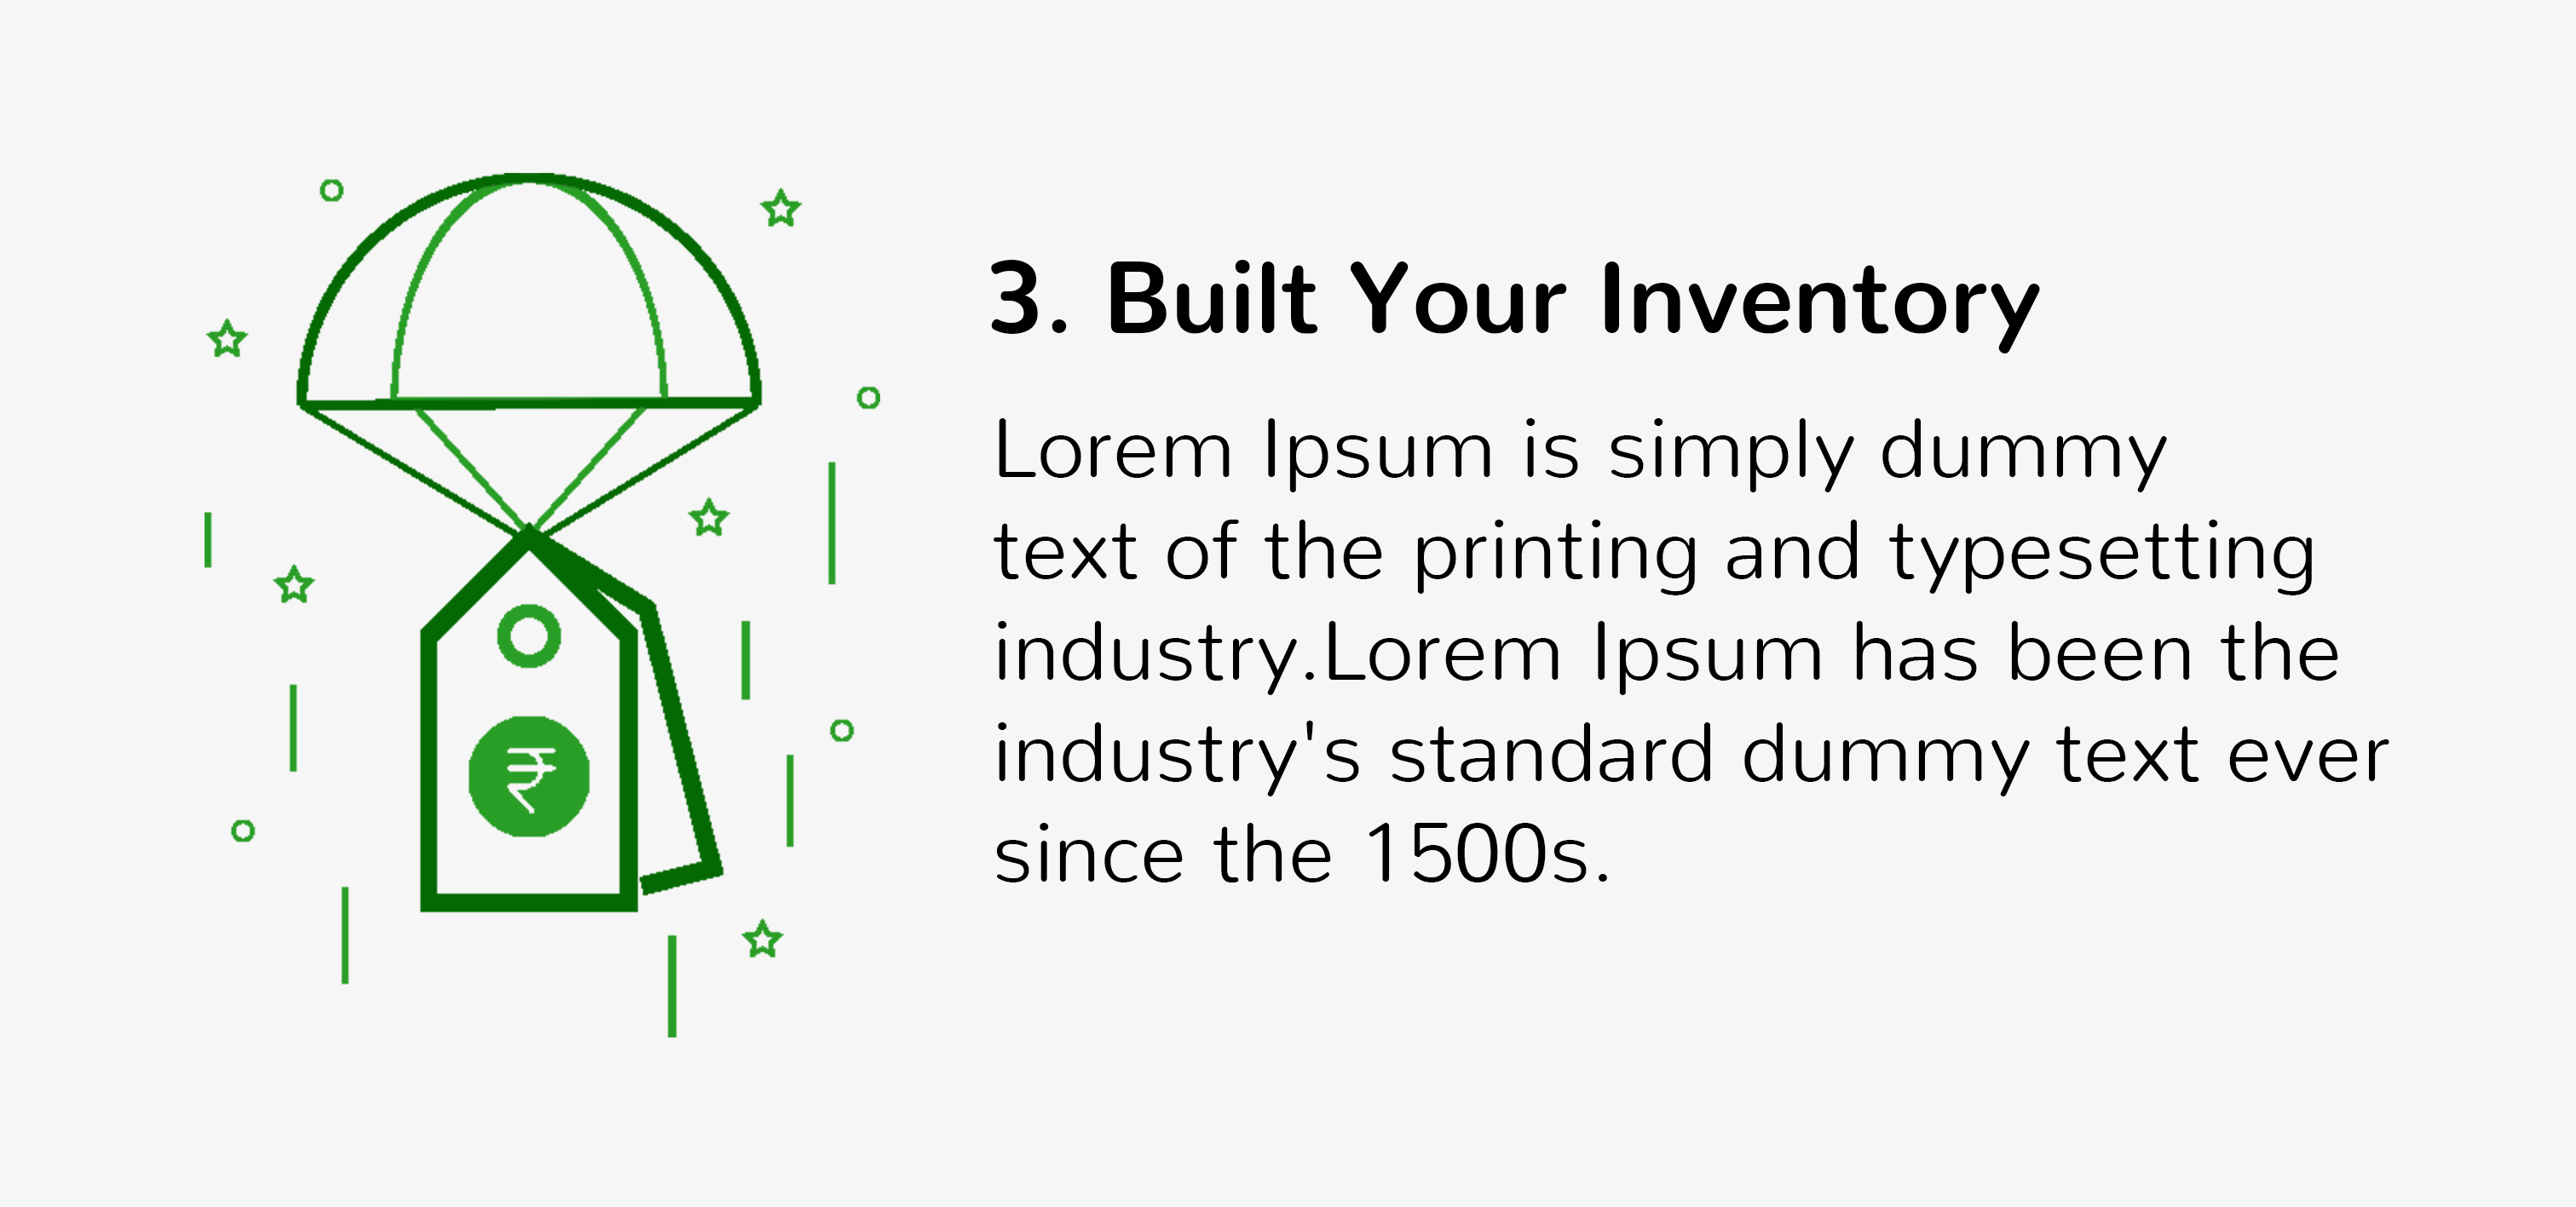 3. Built Your Inventory
Lorem Ipsum is simply dummy
text of the printing and typesetting
industry.Lorem Ipsum has been the
industry's standard dummy text ever
since the 1500s.
₹